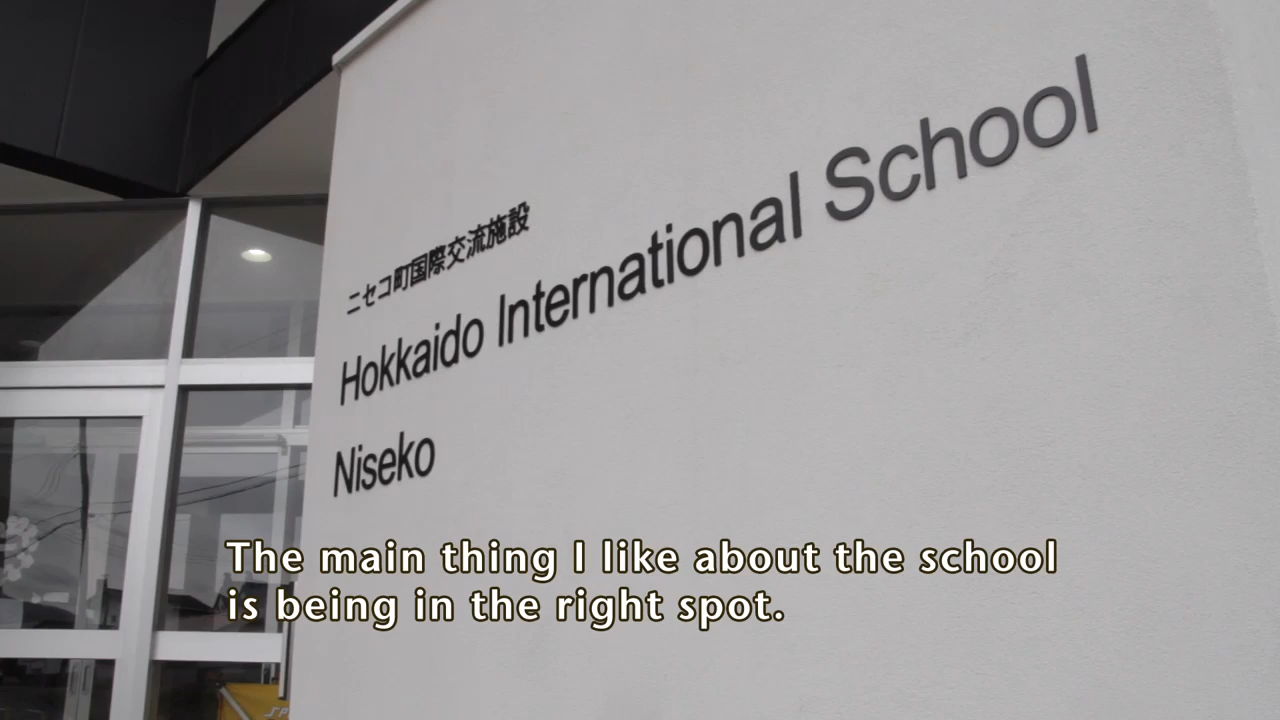 ニセコ町国際交流施設
Hokkaido International School
Niseko
The main thing I like about the school
is being in the right spot.